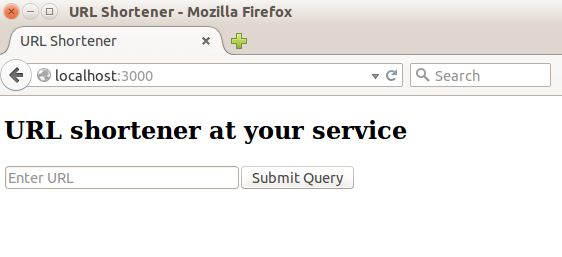 URL Shortener - Mozilla Firefox
URL Shortener
localhost:3000
Search
URL shortener at your service
Enter URL
Submit Query